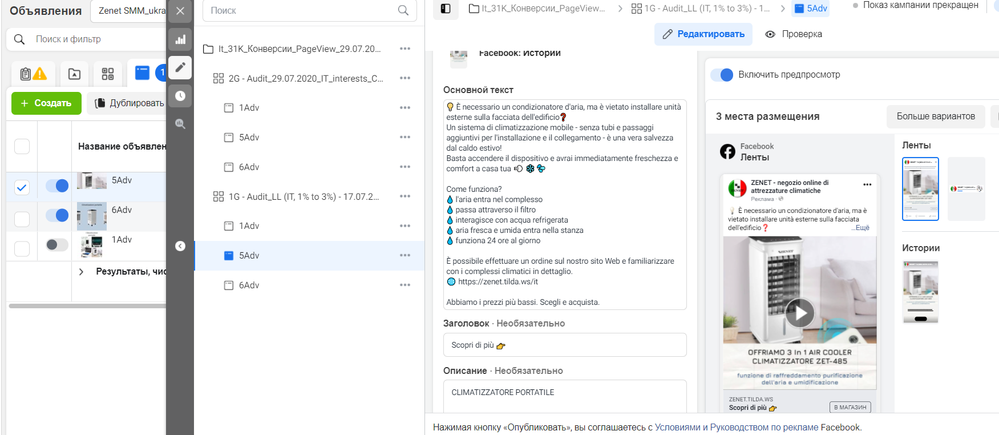 Объявления
Zenet SMM_ukra
Поиск и фильтр
1
+ Создать
Дублировать
Название объявлен
5Adv
6Adv
1Adv
Результаты, чис
Поиск
It_31K_Конверсии_PageView_29.07.20...
2G - Audit_29.07.2020_IT_interests_C...
1Adv
5Adv
6Adv
1G - Audit_LL (IT, 1% to 3%) - 17.07.2...
1Adv
5Adv
6Adv
It_31K_Конверсии_PageView...
1G - Audit_LL (IT, 1% to 3%) - 1...
5Adv
Показ кампании прекращен
Редактировать
Проверка
Facebook: Истории
Основной текст
💡 È necessario un condizionatore d'aria, ma è vietato installare unità
esterne sulla facciata dell'edificio❓
Un sistema di climatizzazione mobile - senza tubi e passaggi
aggiuntivi per l'installazione e il collegamento - è una vera salvezza
dal caldo estivo!
Basta accendere il dispositivo e avrai immediatamente freschezza e
comfort a casa tua 💨 ❄️ 💦
Come funziona?
💧 l'aria entra nel complesso
💧 passa attraverso il filtro
💧 interagisce con acqua refrigerata
💧 aria fresca e umida entra nella stanza
💧 funziona 24 ore al giorno
È possibile effettuare un ordine sul nostro sito Web e familiarizzare
con i complessi climatici in dettaglio.
🌐 https://zenet.tilda.ws/it
Abbiamo i prezzi più bassi. Scegli e acquista.
Заголовок · Необязательно
Scopri di più 👉
Описание · Необязательно
CLIMATIZZATORE PORTATILE
Включить предпросмотр
3 места размещения
Больше вариантов
Facebook
Ленты
ZENET - negozio online di
attrezzature climatiche
Реклама ·
💡 È necessario un condizionatore d'aria, ma è
vietato installare unità esterne sulla facciata
dell'edificio❓ ...Ещё
ZENET
OFFRIAMO 3 In 1 AIR COOLER
CLIMATIZZATORE ZET-485
funzione di raffreddamento purificazione
dell'aria e umidificazione
ZENET.TILDA.WS
Scopri di più 👉
В МАГАЗИН
Ленты
Истории
Нажимая кнопку «Опубликовать», вы соглашаетесь с Условиями и Руководством по рекламе Facebook.